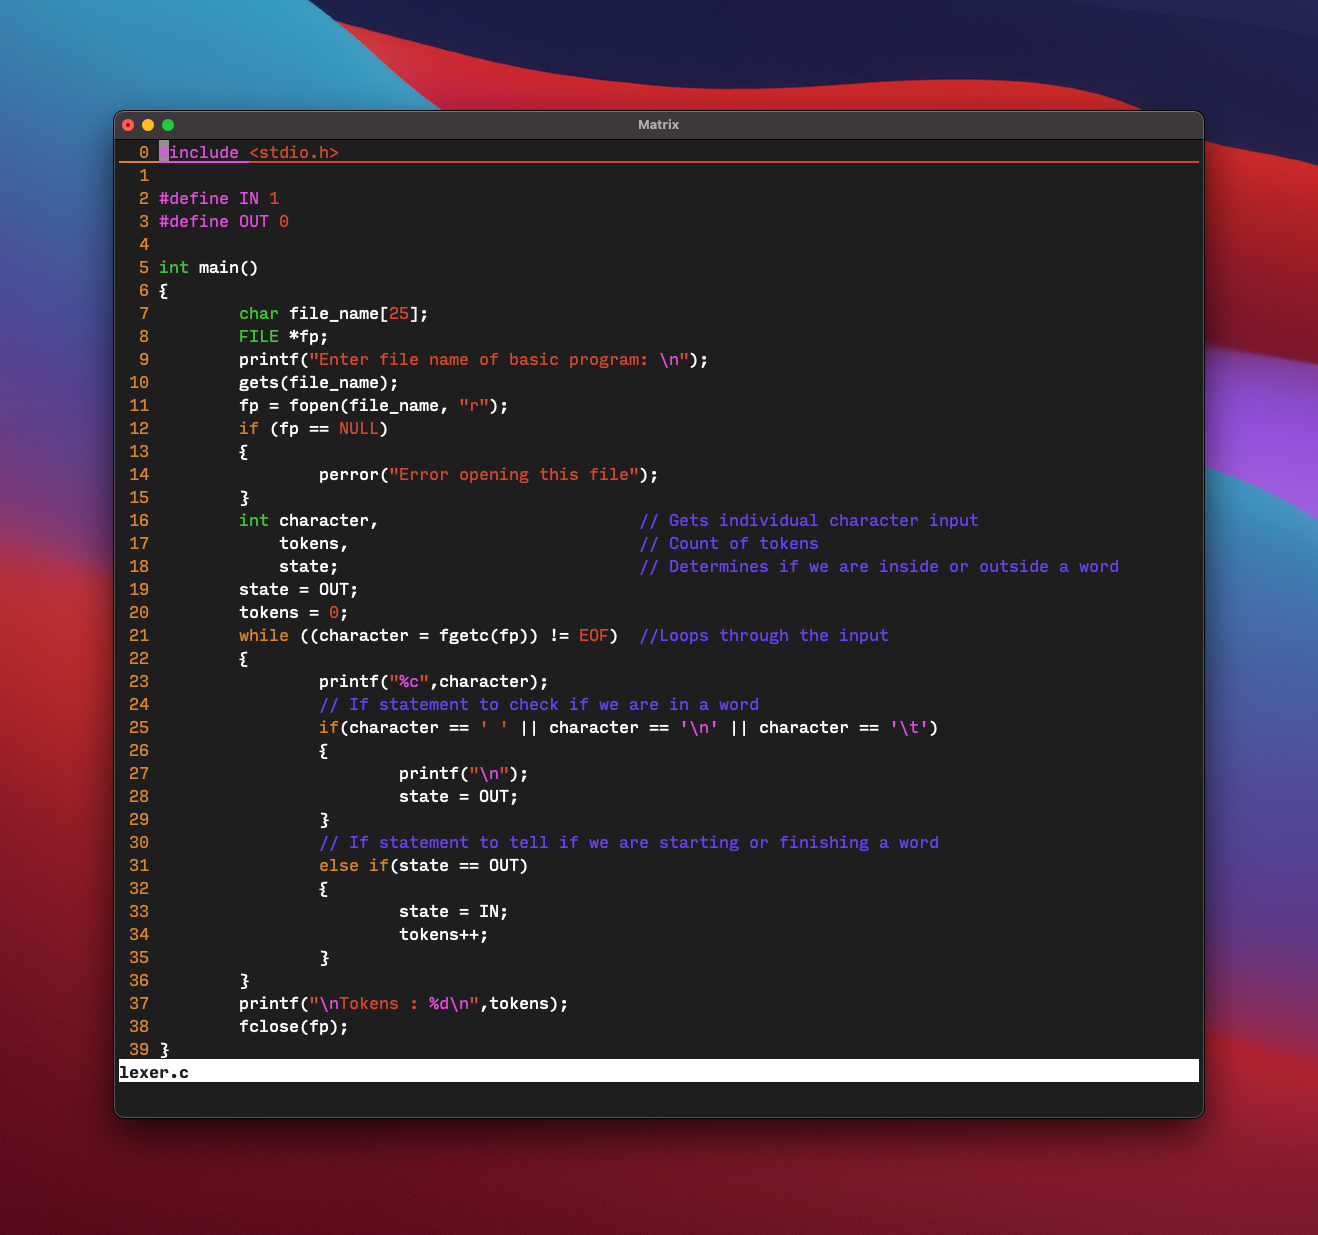 Matrix
0 #include <stdio.h>
1
2 #define IN 1
3 #define OUT 0
4
5 int main()
6 {
7         char file_name[25];
8         FILE *fp;
9         printf("Enter file name of basic program: \n");
10         gets(file_name);
11         fp = fopen(file_name, "r");
12         if (fp == NULL)
13         {
14                 perror("Error opening this file");
15         }
16         int character,                          // Gets individual character input
17             tokens,                             // Count of tokens
18             state;                              // Determines if we are inside or outside a word
19         state = OUT;
20         tokens = 0;
21         while ((character = fgetc(fp)) != EOF)  //Loops through the input
22         {
23                 printf("%c",character);
24                 // If statement to check if we are in a word
25                 if(character == ' ' || character == '\n' || character == '\t')
26                 {
27                         printf("\n");
28                         state = OUT;
29                 }
30                 // If statement to tell if we are starting or finishing a word
31                 else if(state == OUT)
32                 {
33                         state = IN;
34                         tokens++;
35                 }
36         }
37         printf("\nTokens : %d\n",tokens);
38         fclose(fp);
39 }
lexer.c